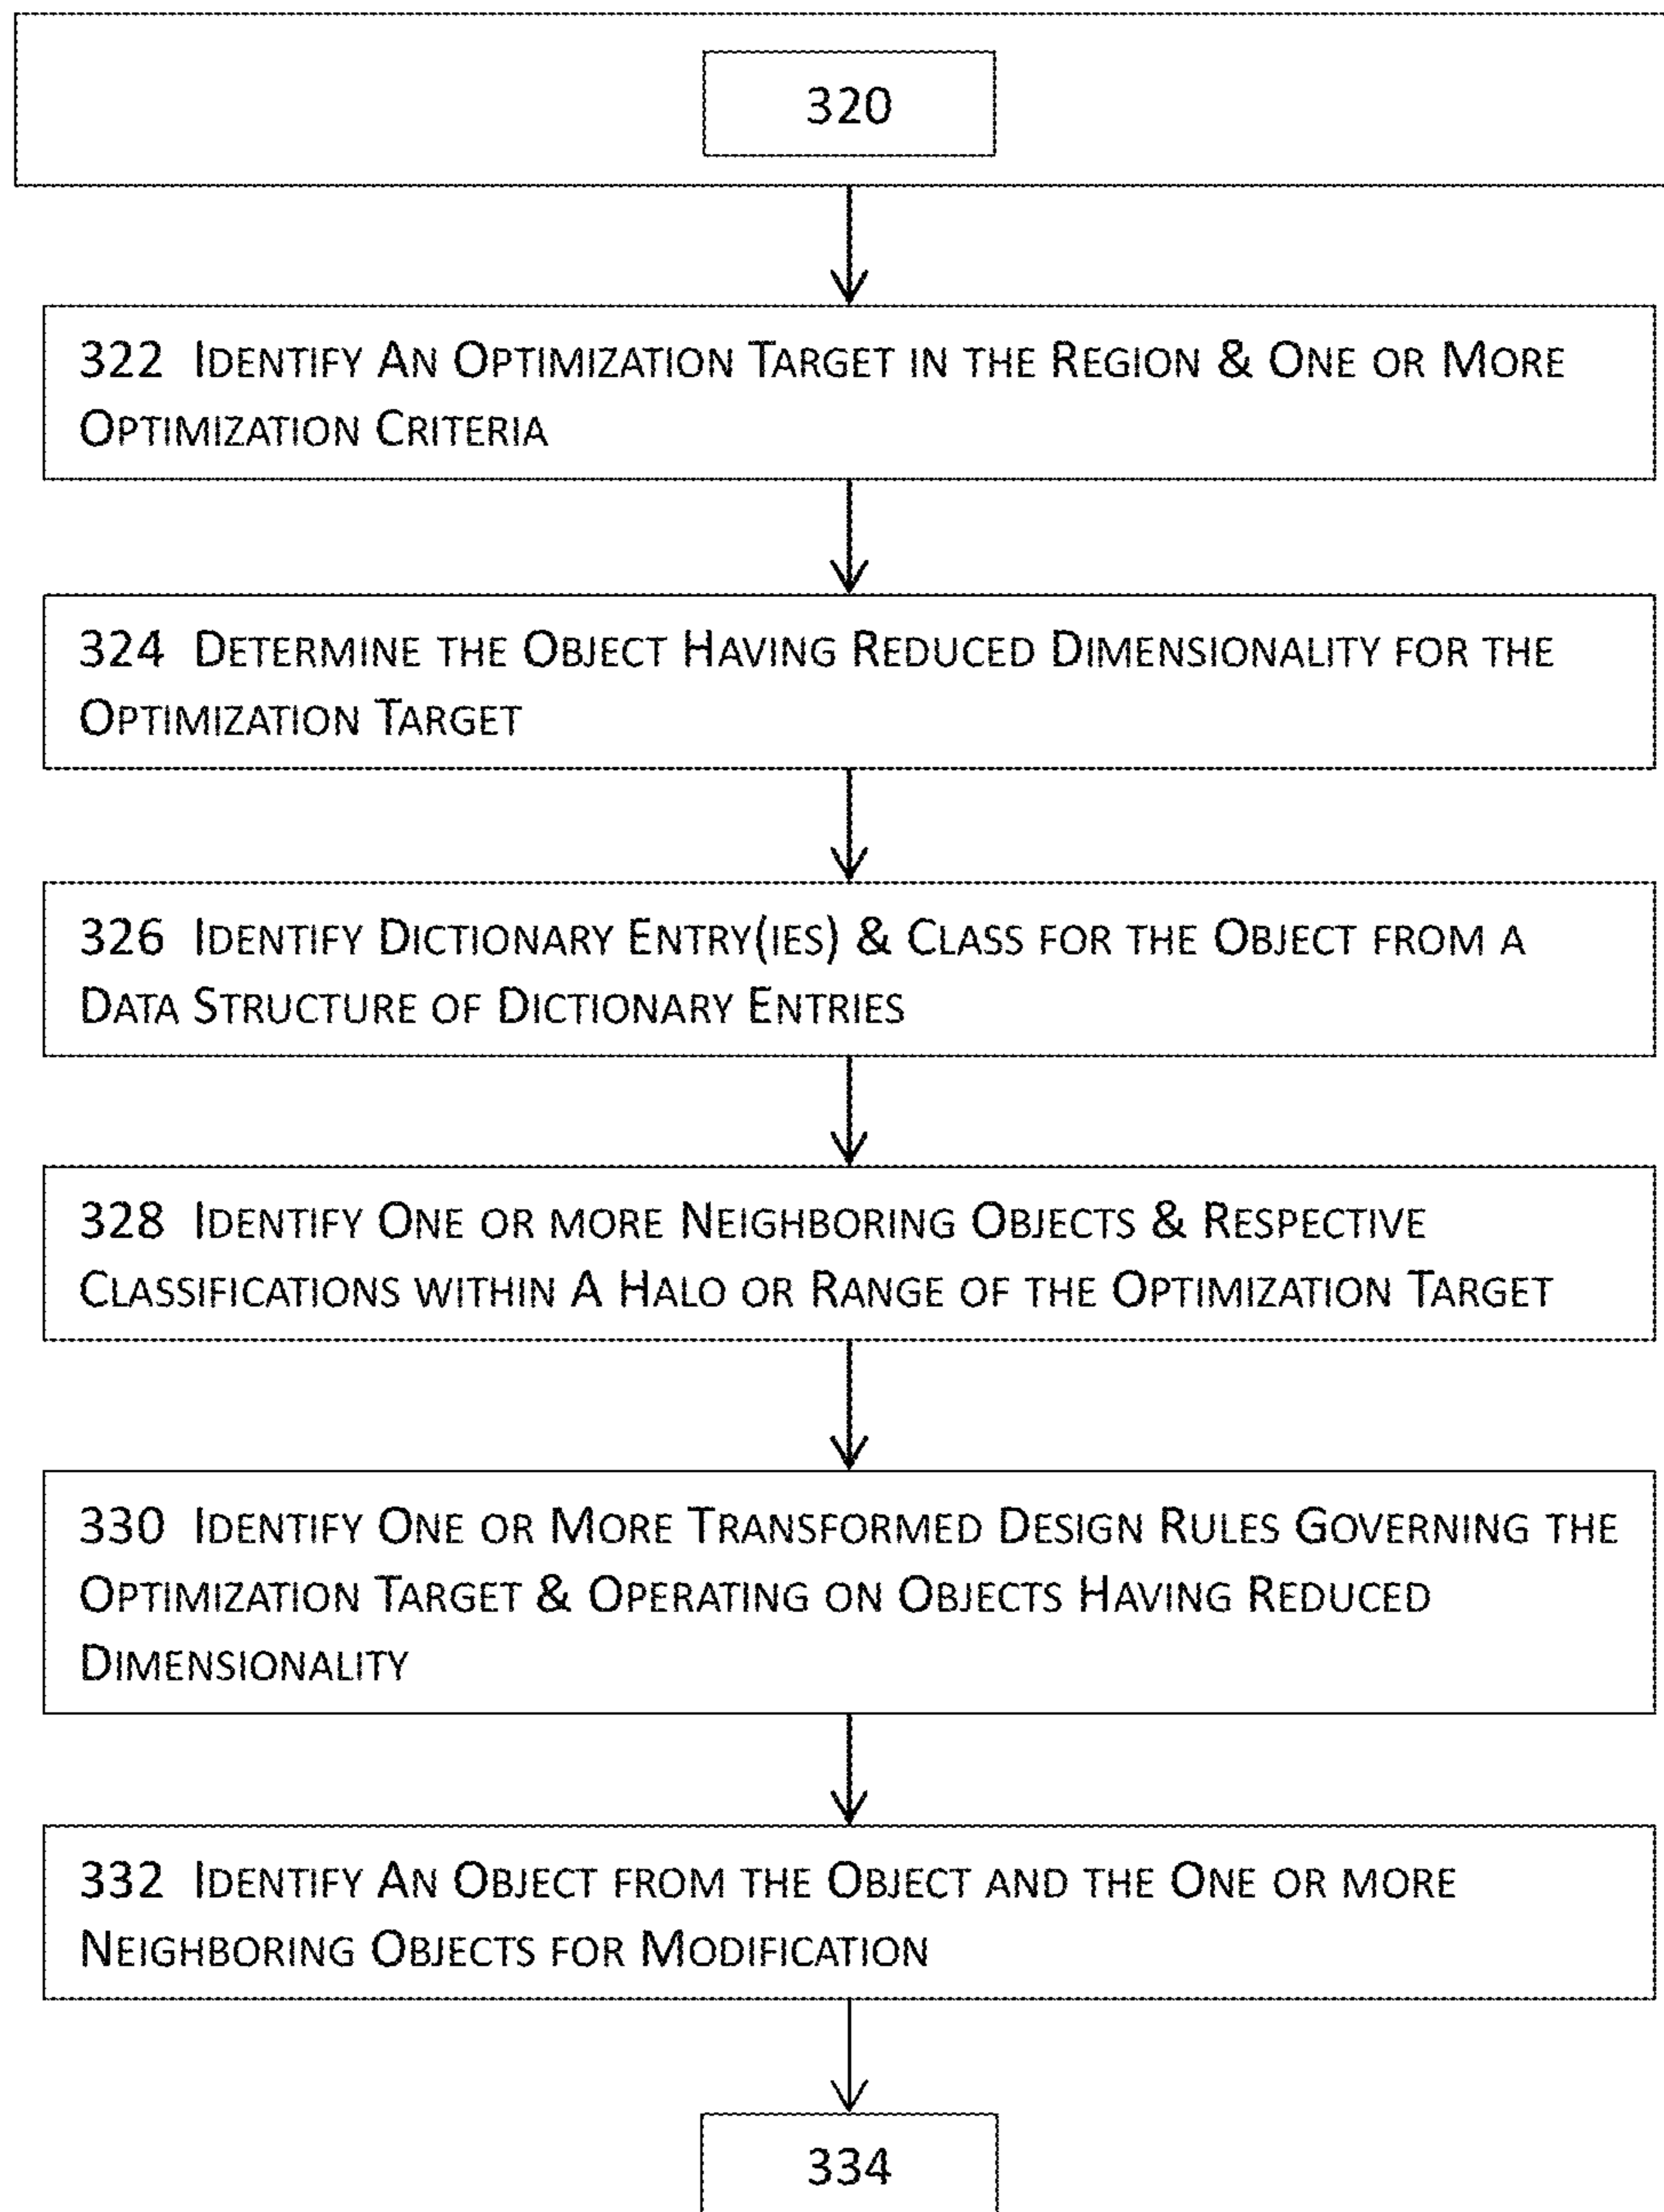 320
322 Identify An Optimization Target in the Region & One or More
Optimization Criteria
324 Determine the Object Having Reduced Dimensionality for the
Optimization Target
326 Identify Dictionary Entry(ies) & Class for the Object from a
Data Structure of Dictionary Entries
328 Identify One or more Neighboring Objects & Respective
Classifications within A Halo or Range of the Optimization Target
330 Identify One or More Transformed Design Rules Governing the
Optimization Target & Operating on Objects Having Reduced
Dimensionality
332 Identify An Object from the Object and the One or more
Neighboring Objects for Modification
334